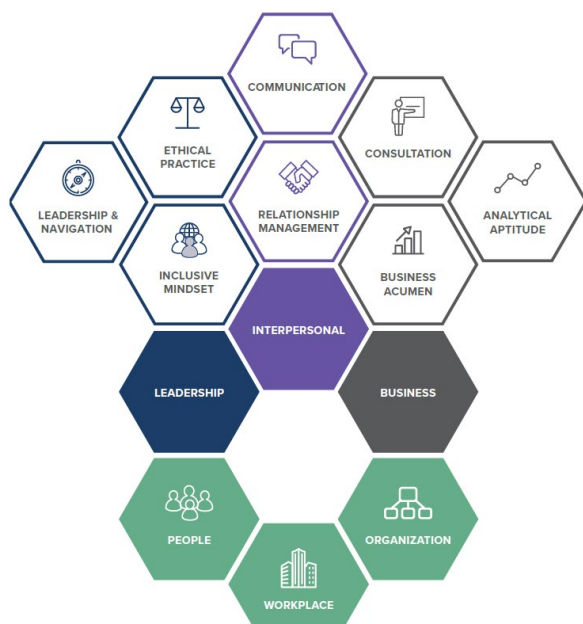 COMMUNICATION
ETHICAL
PRACTICE
CONSULTATION
LEADERSHIP &
NAVIGATION
RELATIONSHIP
MANAGEMENT
ANALYTICAL
APTITUDE
INCLUSIVE
MINDSET
BUSINESS
ACUMEN
INTERPERSONAL
LEADERSHIP
BUSINESS
PEOPLE
ORGANIZATION
WORKPLACE